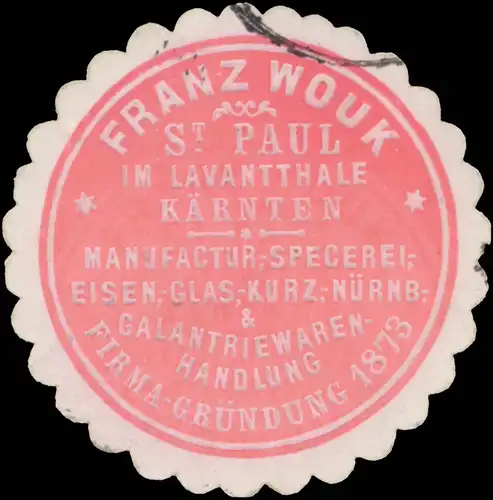 FRANZ WOUK
ST PAUL
IM LAVANTTHALE
KÄRNTEN
MANUFACTUR,-SPECEREI,-
EISEN,-GLAS,-KURZ,-NÜRNB,-
&
GALANTRIEWAREN-
HANDLUNG
FIRMA-GRÜNDUNG 1873